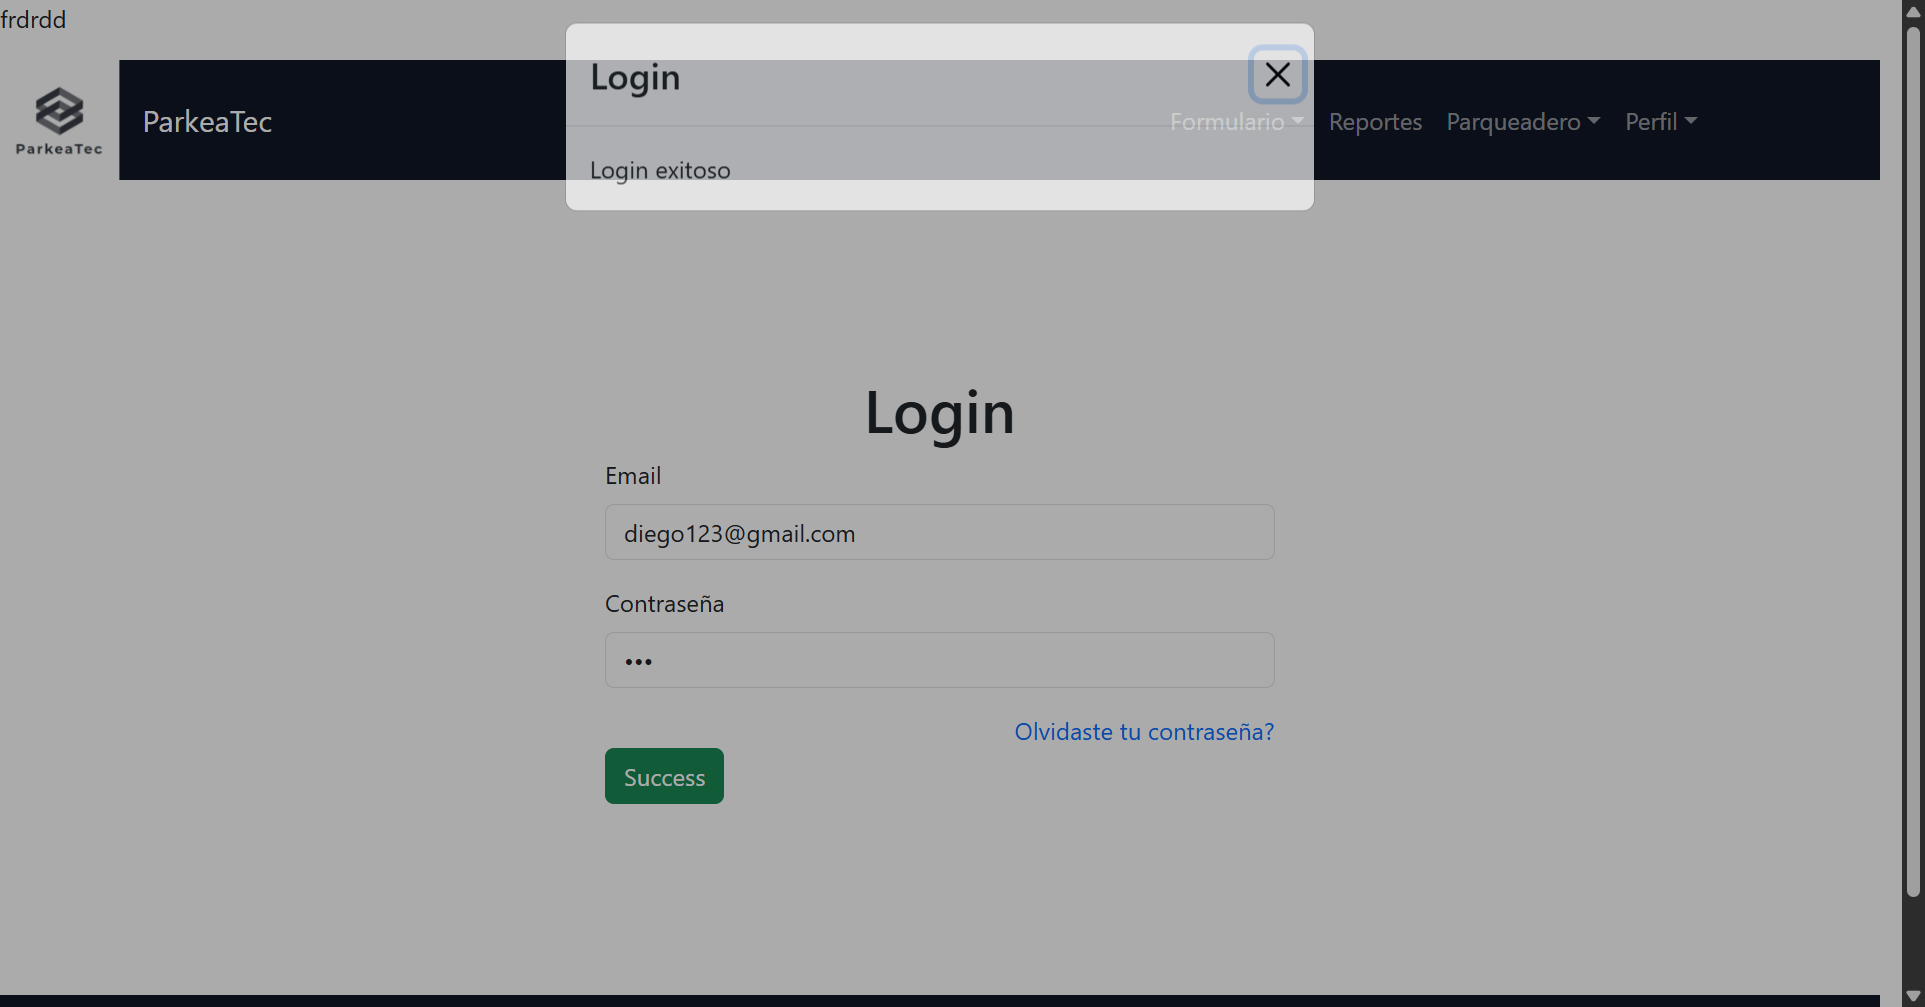 frdrdd
ParkeaTec
ParkeaTec
Formulario
Reportes
Parqueadero
Perfil
Login
Login exitoso
Login
Email
diego123@gmail.com
Contraseña
•••
Olvidaste tu contraseña?
Success